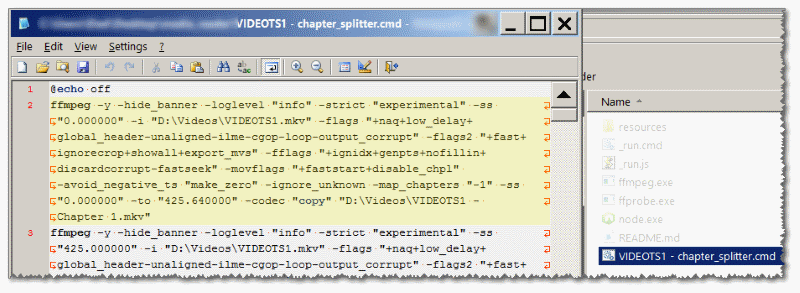 VIDEOTS1 - chapter_splitter.cmd
File Edit View Settings ?
1 @echo off
2 ffmpeg -y -hide_banner -loglevel "info" -strict "experimental" -ss
"0.000000" -i "D:\Videos\VIDEOTS1.mkv" -flags "+naq+low_delay+
global_header-unaligned-ilme-cgop-loop-output_corrupt" -flags2 "+fast+
ignorecrop+showall+export_mvs" -fflags "+ignidx+genpts+nofillin+
discardcorrupt-fastseek" -movflags "+faststart+disable_chpl"
-avoid_negative_ts "make_zero" -ignore_unknown -map_chapters "-1" -ss
"0.000000" -to "425.640000" -codec "copy" "D:\Videos\VIDEOTS1 -
Chapter 1.mkv"
3 ffmpeg -y -hide_banner -loglevel "info" -strict "experimental" -ss
"425.000000" -i "D:\Videos\VIDEOTS1.mkv" -flags "+naq+low_delay+
global_header-unaligned-ilme-cgop-loop-output_corrupt" -flags2 "+fast+
der
Name
resources
_run.cmd
_run.js
ffmpeg.exe
ffprobe.exe
node.exe
README.md
VIDEOTS1 - chapter_splitter.cmd